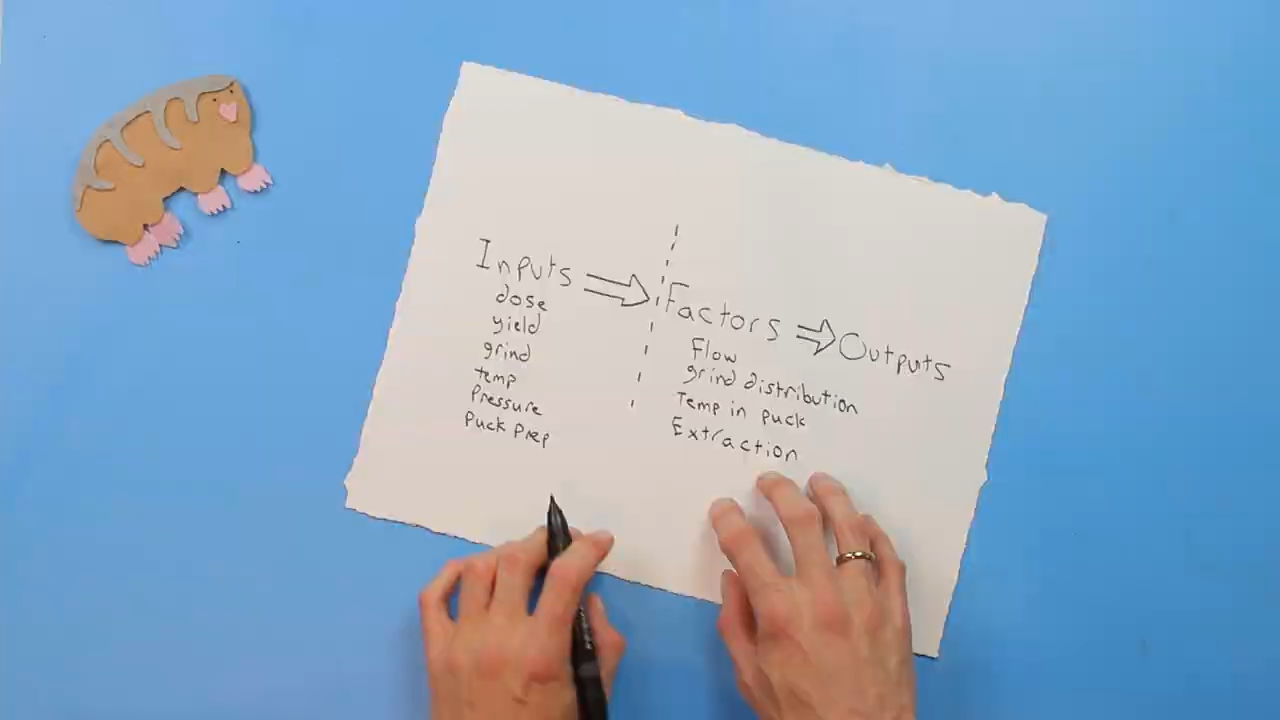 Inputs
dose
yield
grind
temp
Pressure
Puck Prep
Factors
Flow
grind distribution
Temp in puck
Extraction
Outputs